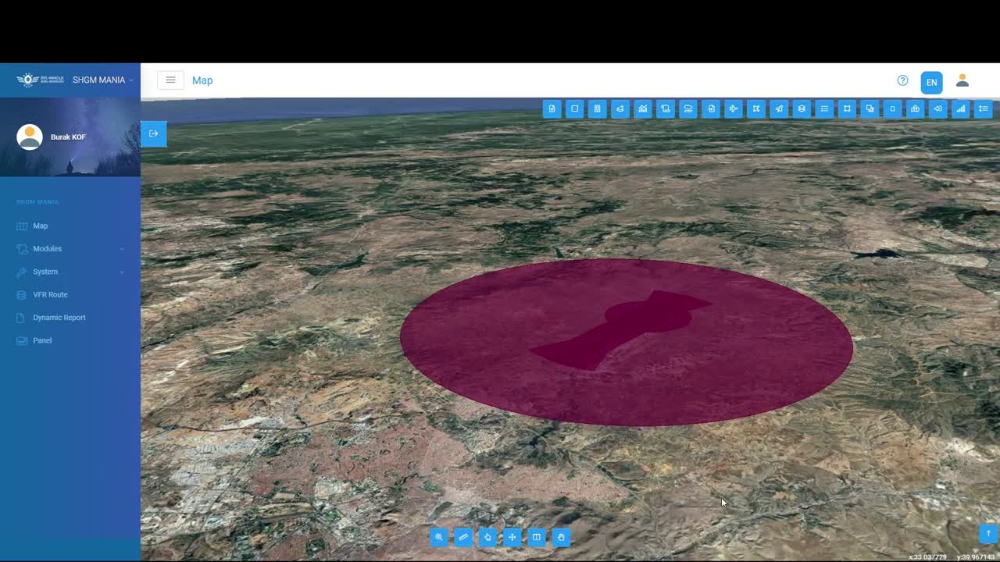 SHGM MANIA
Map
EN
Burak KOF
SHGM MANIA
Map
Modules
System
VFR Route
Dynamic Report
Panel
x:33.037729 y:39.967143